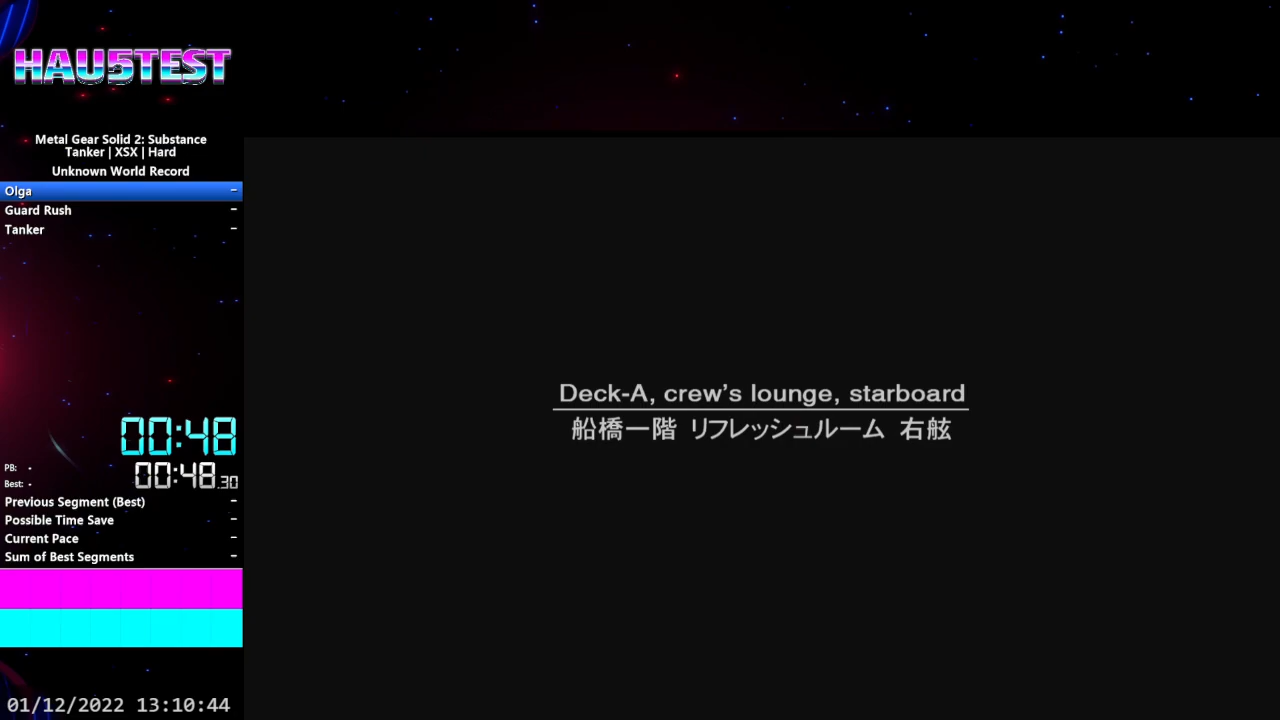 HAU5TEST
Metal Gear Solid 2: Substance
Tanker | XSX | Hard
Unknown World Record
Olga –
Guard Rush –
Tanker –
00:48
PB: -
00:48.30
Best: -
Previous Segment (Best) –
Possible Time Save –
Current Pace –
Sum of Best Segments –
01/12/2022 13:10:44
Deck-A, crew's lounge, starboard
船橋一階 リフレッシュルーム 右舷